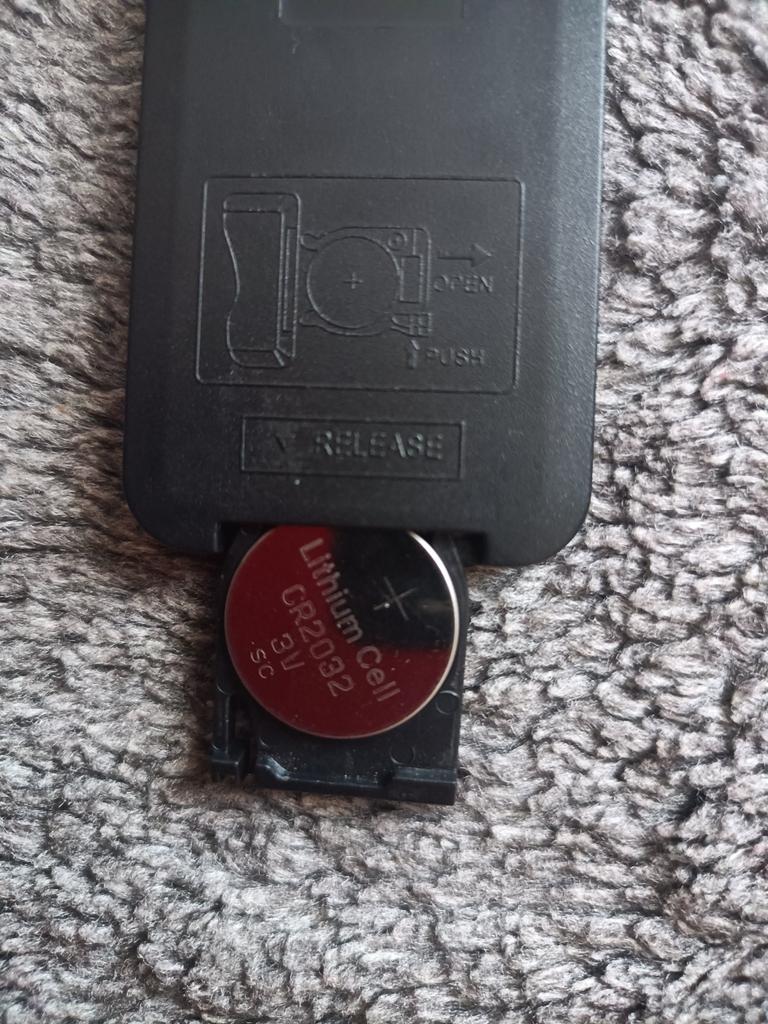 OPEN
PUSH
RELEASE
+
Lithium Cell
CR2032
3V
SC